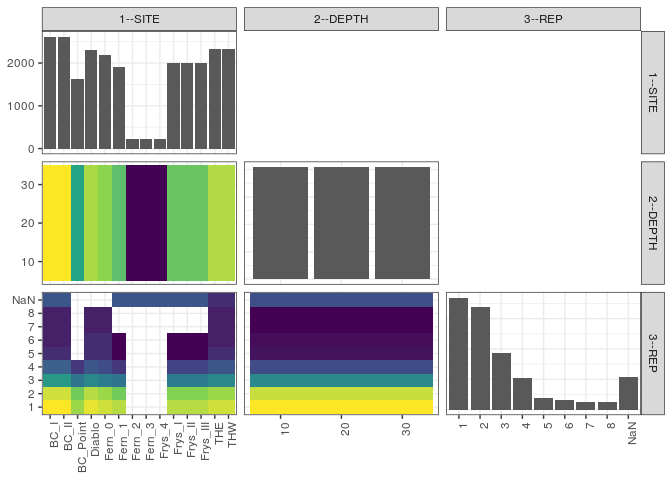 1--SITE
2--DEPTH
3--REP
2000
1000
0
1--SITE
30
20
10
2--DEPTH
NaN
8
7
6
5
4
3
2
1
3--REP
BC_I
BC_II
BC_Point
Diablo
Fern_0
Fern_1
Fern_2
Fern_3
Frys_4
Frys_I
Frys_II
Frys_III
THE
THW
10
20
30
1
2
3
4
5
6
7
8
NaN